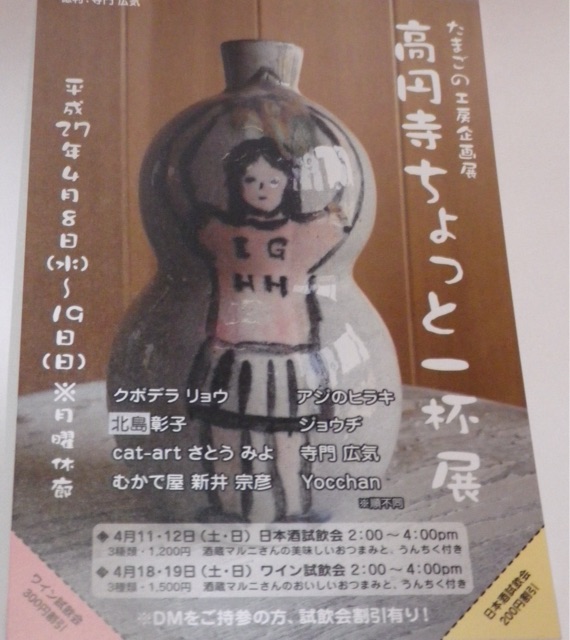 たまごの工房企画展
高円寺ちょっと一杯展
平成27年4月8日(水)〜19日(日)※月曜休廊
EG
HH
クボデラ リョウ
アジのヒラキ
北島彰子
ジョウヂ
cat-art さとう みよ
寺門 広気
むかで屋 新井 宗彦
Yocchan
※順不同
◆ 4月11・12日(土・日) 日本酒試飲会 2:00〜4:00pm
3種類・1,200円 酒蔵マルニさんの美味しいおつまみと、うんちく付き
◆ 4月18・19日(土・日) ワイン試飲会 2:00〜4:00pm
3種類・1,500円 酒蔵マルニさんのおいしいおつまみと、うんちく付き
※DMをご持参の方、試飲会割引有り!
ワイン試飲会
300円割引
日本酒試飲会
200円割引